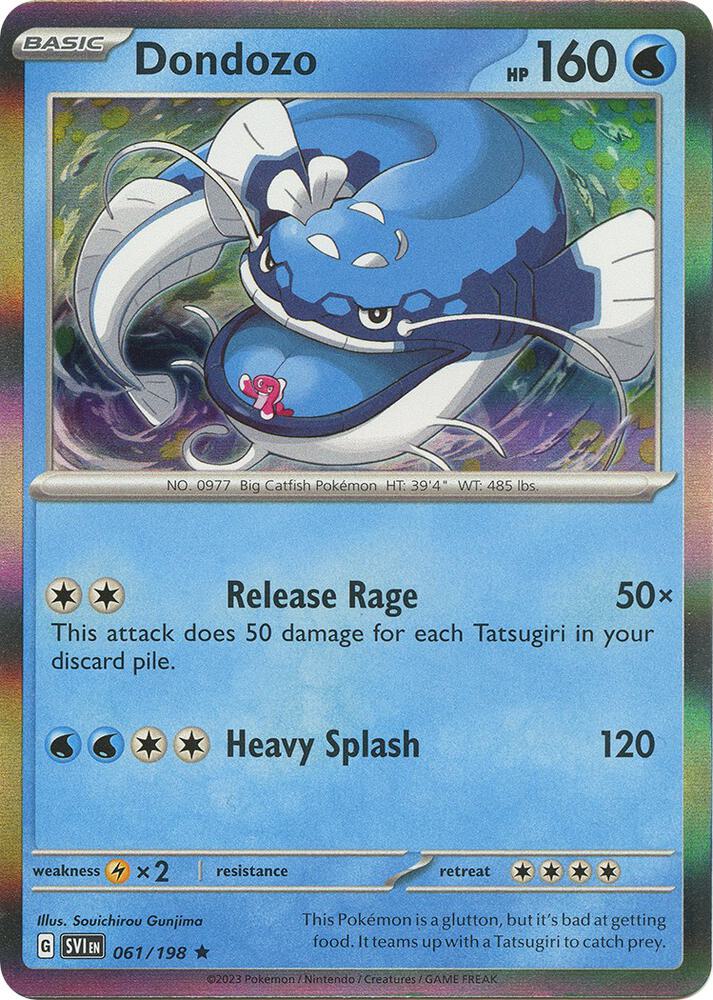 BASIC Dondozo HP 160
NO. 0977 Big Catfish Pokémon HT: 39'4" WT: 485 lbs.
Release Rage 50×
This attack does 50 damage for each Tatsugiri in your
discard pile.
Heavy Splash 120
weakness ×2 resistance retreat
Illus. Souichirou Gunjima
G SVI EN 061/198
This Pokémon is a glutton, but it's bad at getting
food. It teams up with a Tatsugiri to catch prey.
©2023 Pokémon / Nintendo / Creatures / GAME FREAK